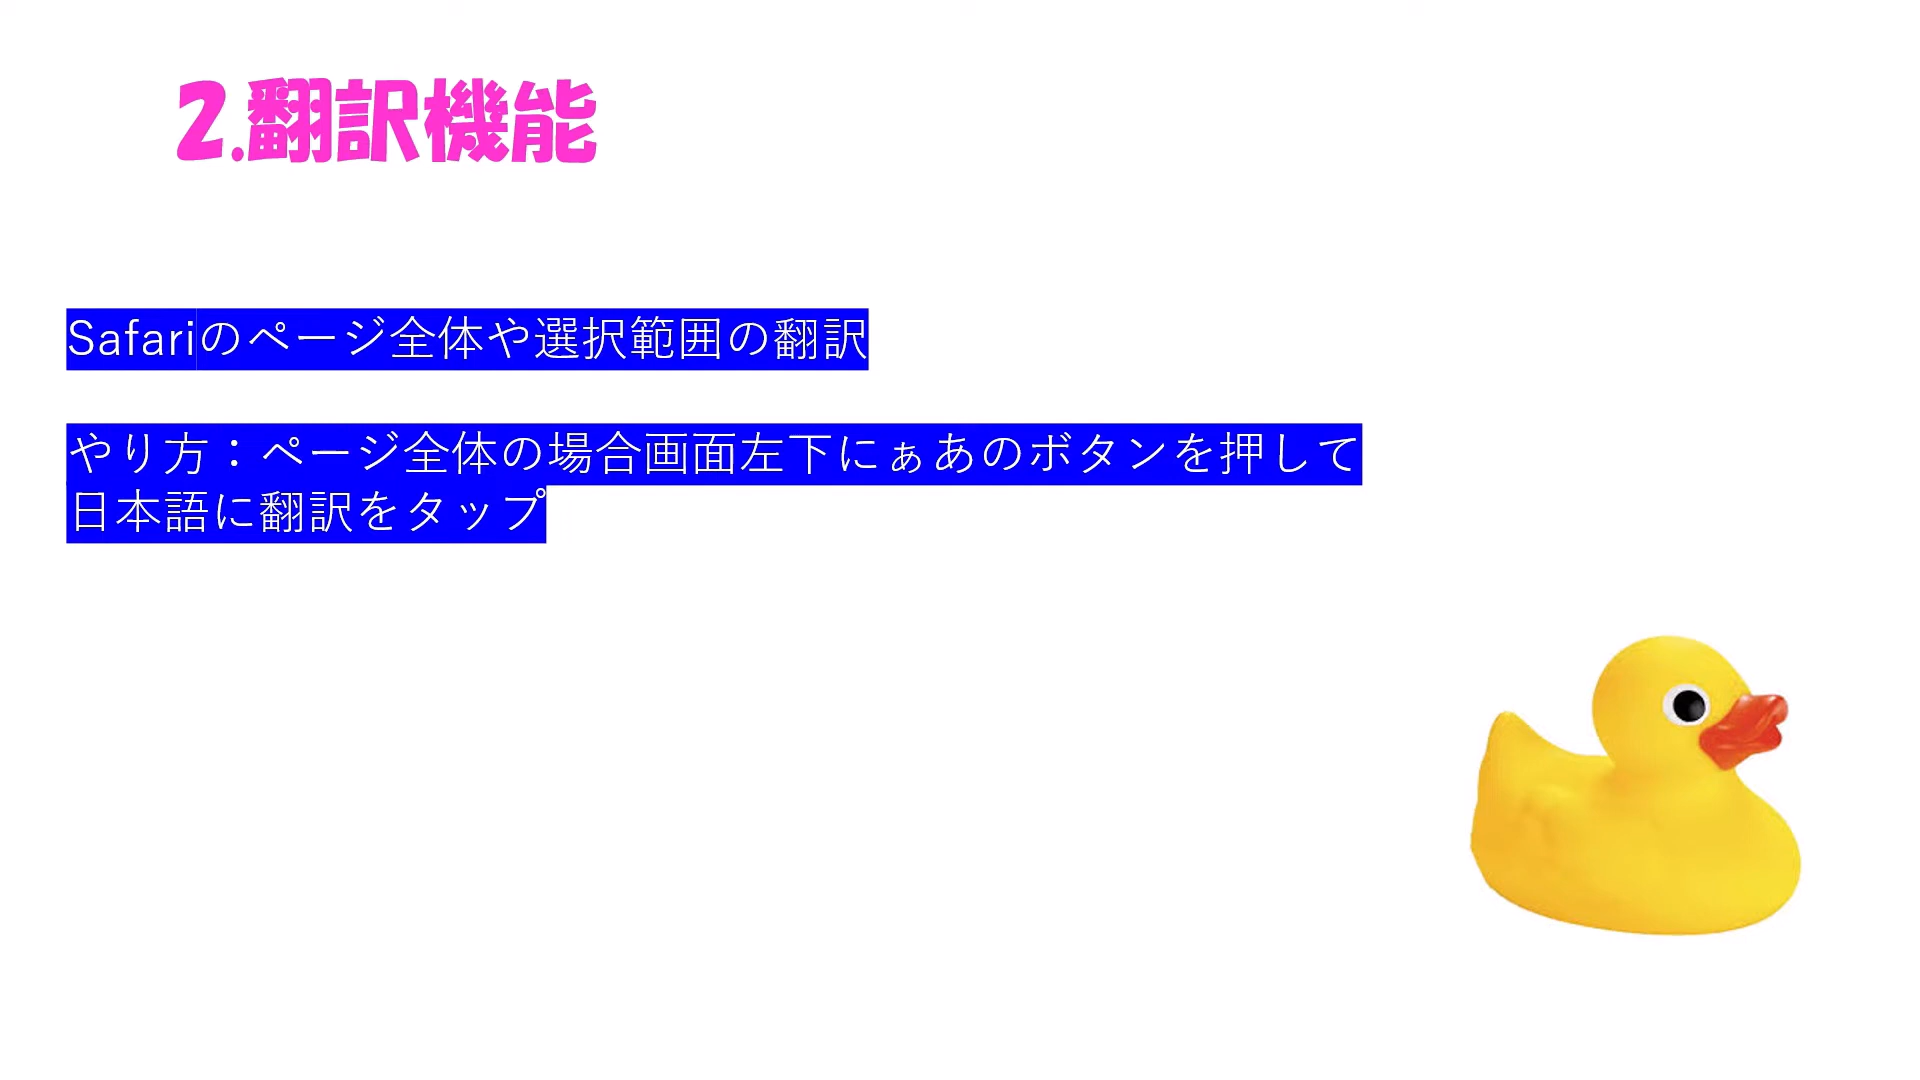 2.翻訳機能
Safariのページ全体や選択範囲の翻訳
やり方：ページ全体の場合画面左下にぁあのボタンを押して
日本語に翻訳をタップ